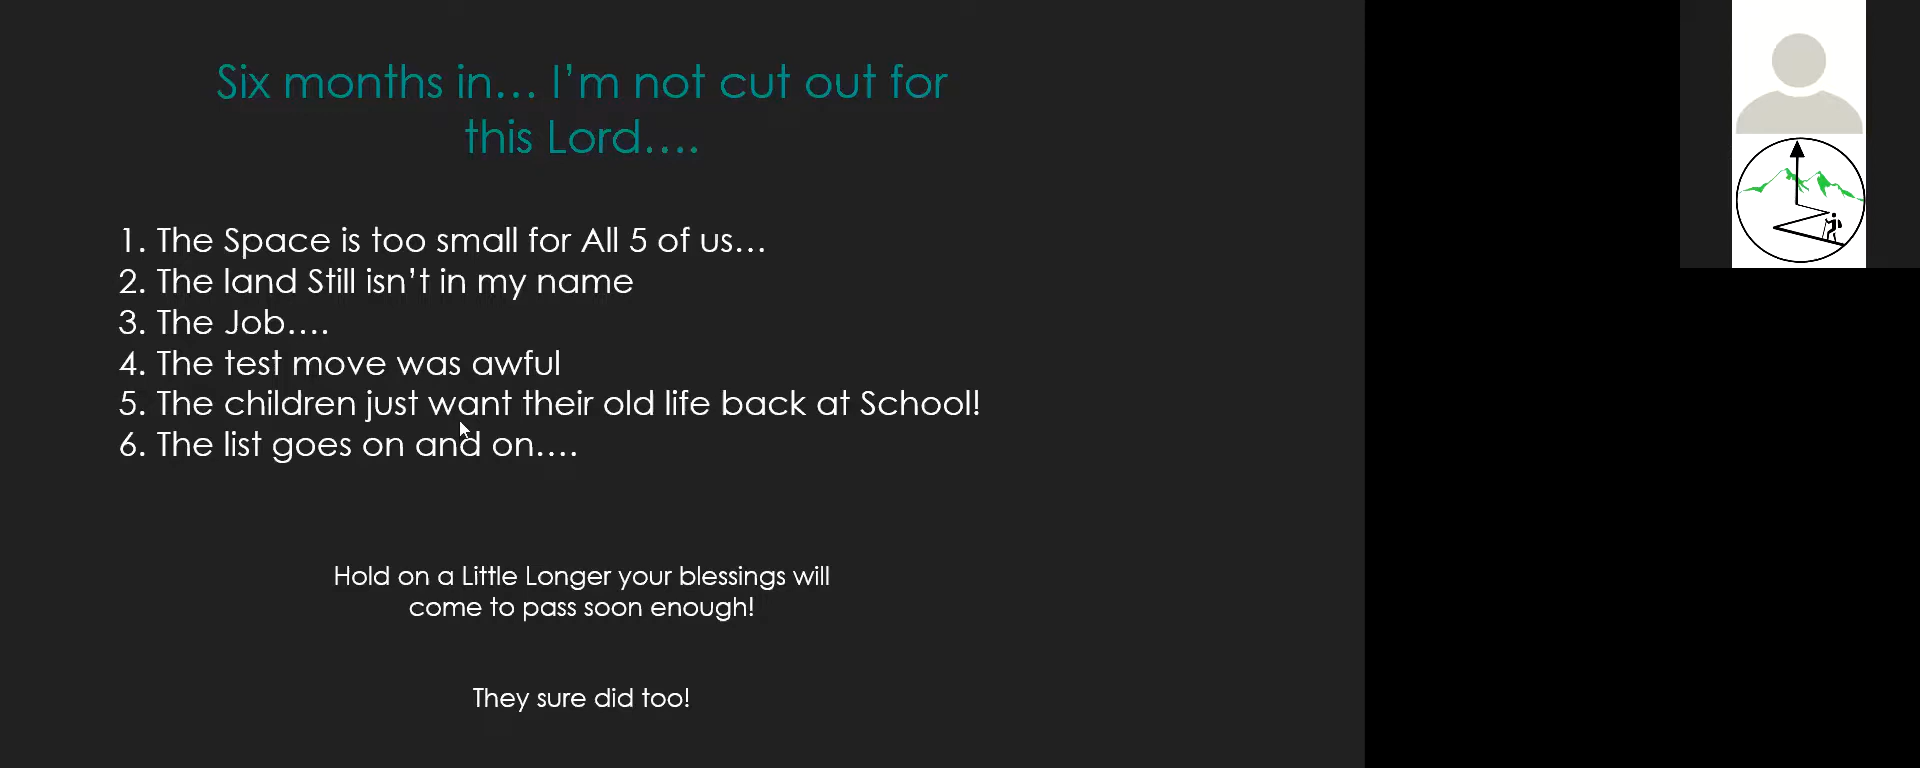 Six months in... I'm not cut out for
this Lord....
1. The Space is too small for All 5 of us...
2. The land Still isn't in my name
3. The Job....
4. The test move was awful
5. The children just want their old life back at School!
6. The list goes on and on....
Hold on a Little Longer your blessings will
come to pass soon enough!
They sure did too!